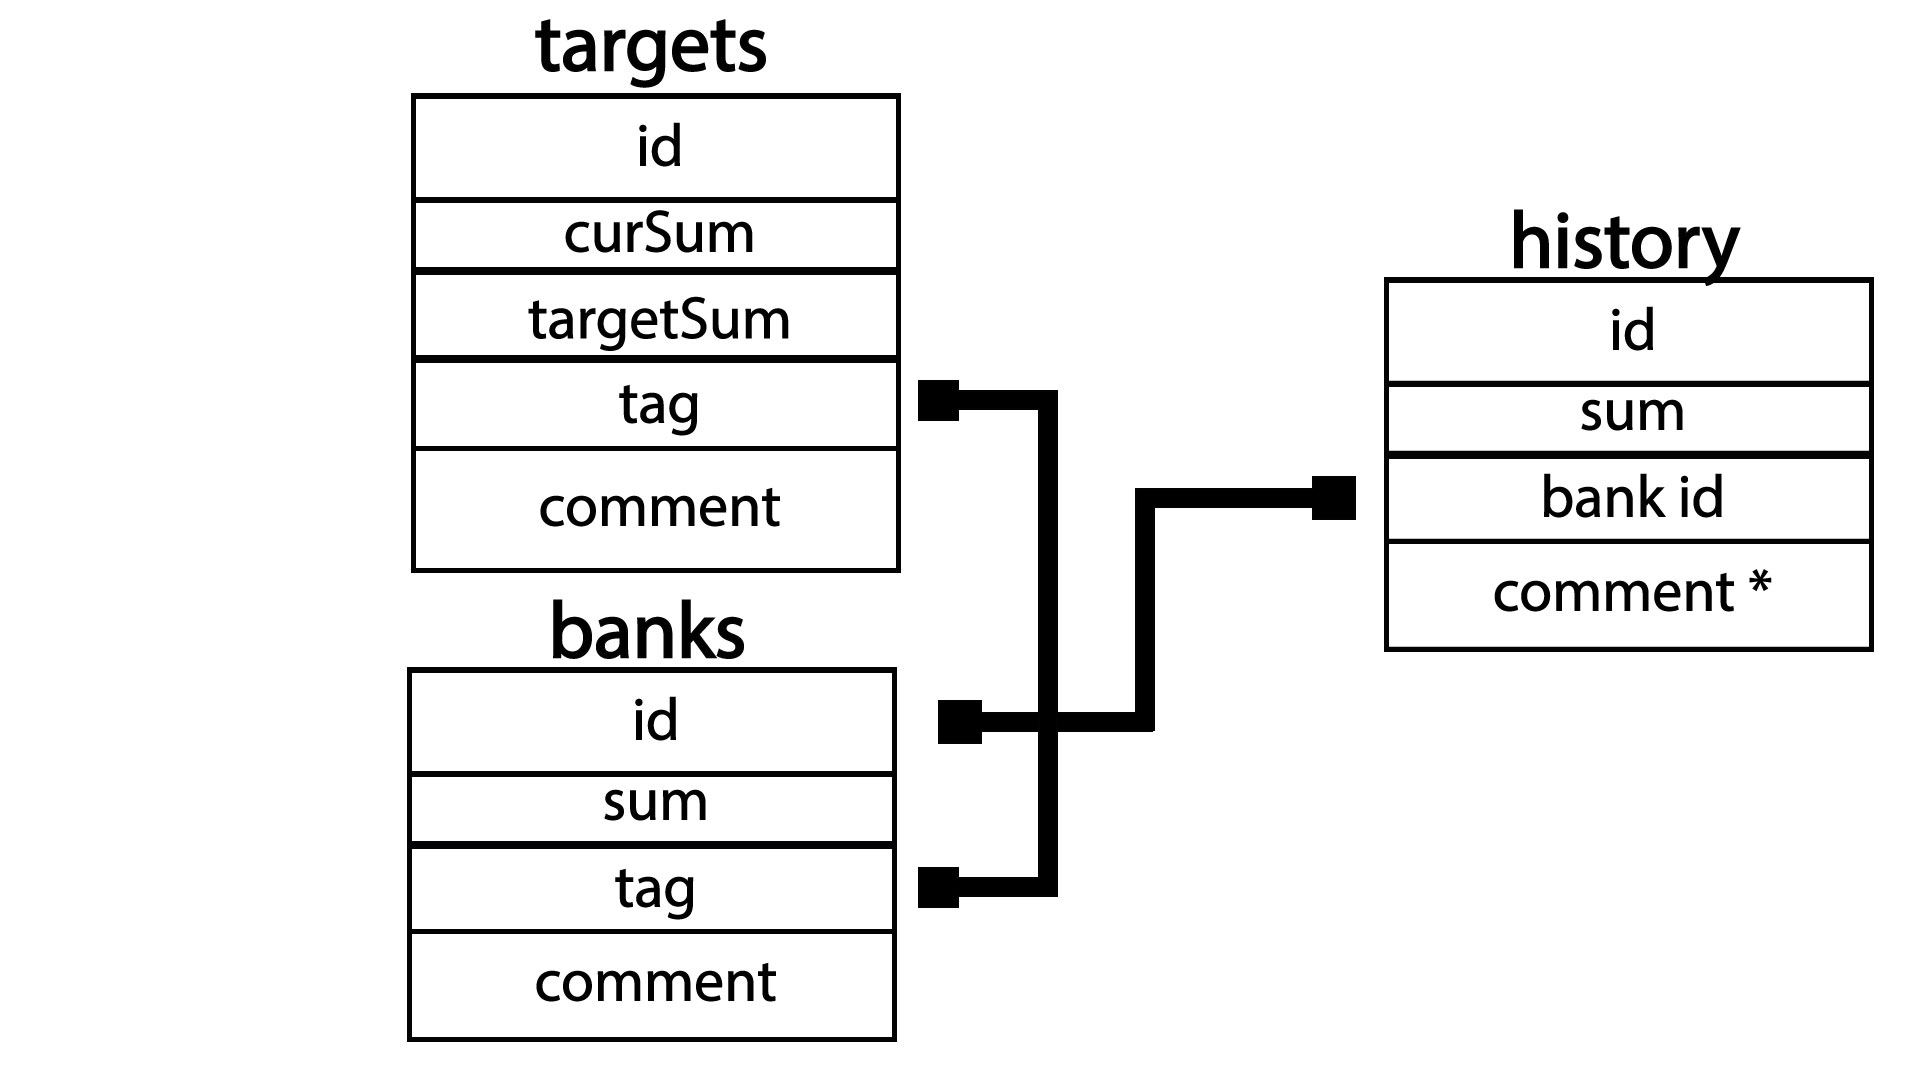 targets
id
curSum
targetSum
tag
comment
banks
id
sum
tag
comment
history
id
sum
bank id
comment *